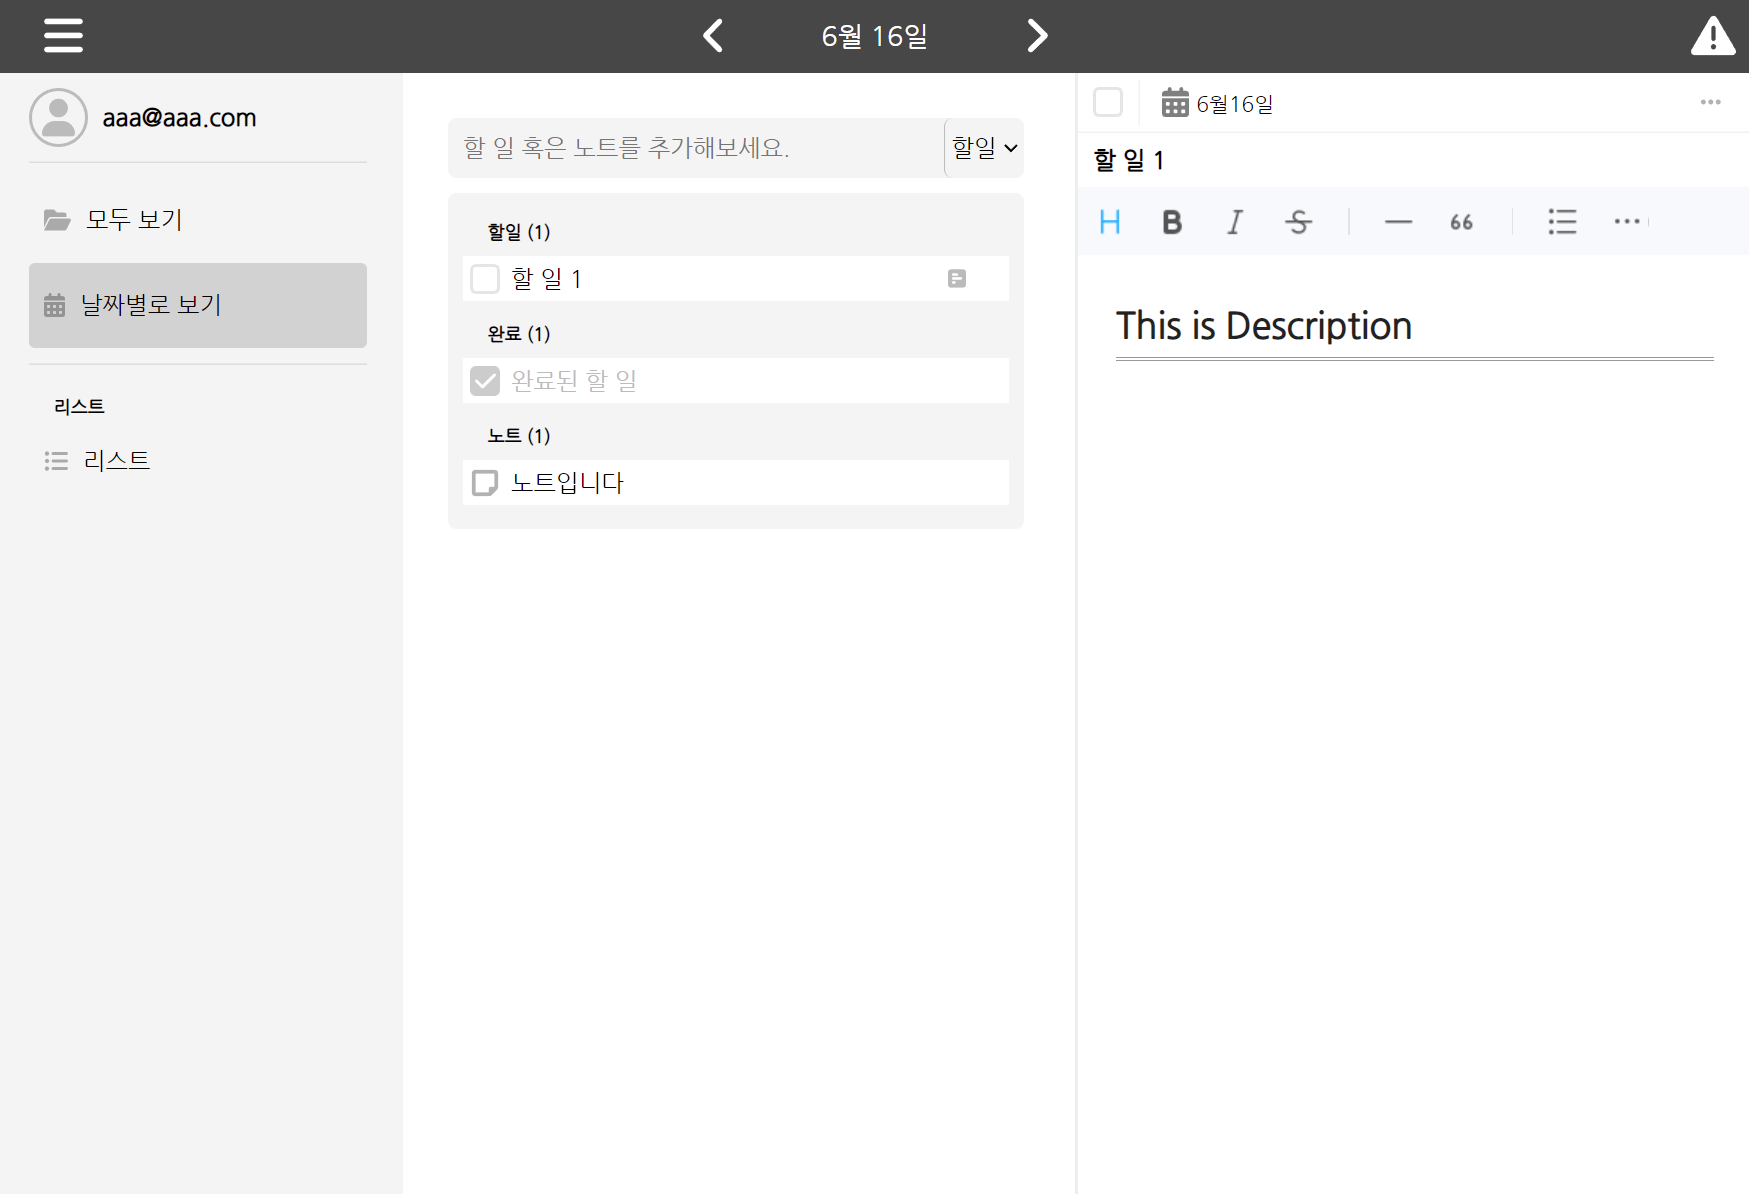 6월 16일
aaa@aaa.com
모두 보기
날짜별로 보기
리스트
리스트
할 일 혹은 노트를 추가해보세요.
할일
할일 (1)
할 일 1
완료 (1)
완료된 할 일
노트 (1)
노트입니다
6월16일
할 일 1
H B I S — 66
This is Description